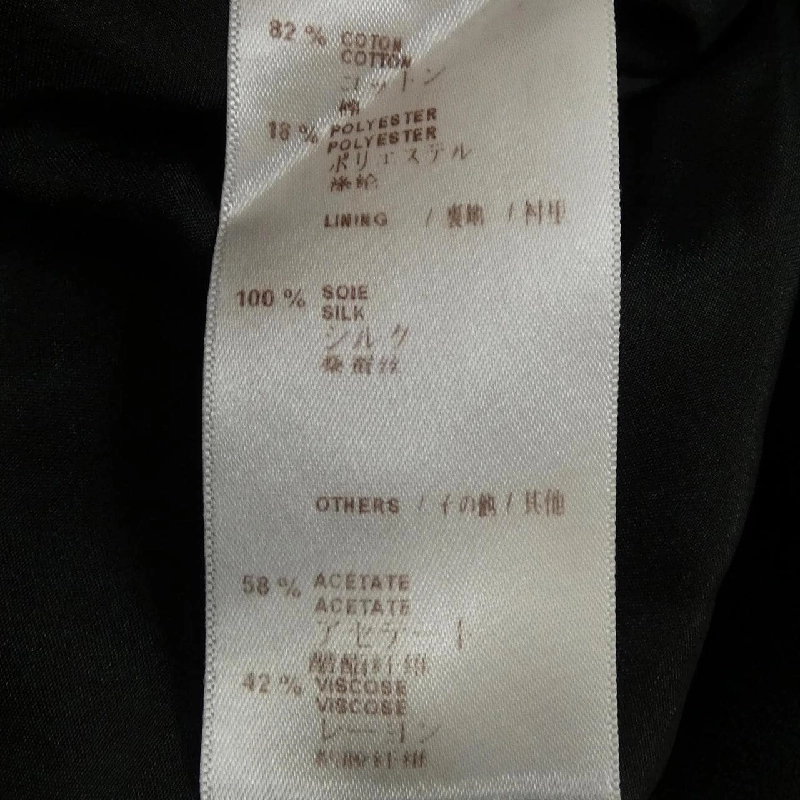 82 % COTON
COTTON
コットン
棉
18 % POLYESTER
POLYESTER
ポリエステル
涤纶
LINING / 裏地 / 衬里
100 % SOIE
SILK
シルク
桑蚕丝
OTHERS / その他 / 其他
58 % ACÉTATE
ACETATE
アセテート
醋酯纤维
42 % VISCOSE
VISCOSE
レーヨン
粘胶纤维